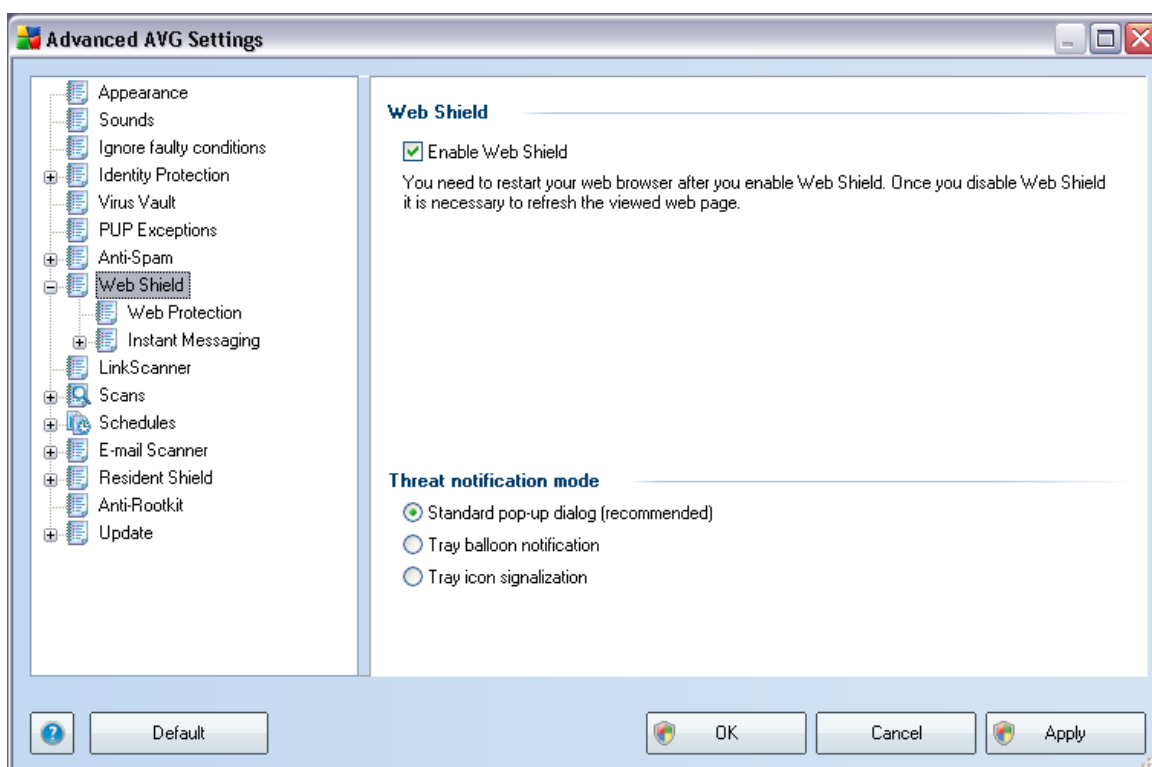 Advanced AVG Settings
Appearance
Sounds
Ignore faulty conditions
Identity Protection
Virus Vault
PUP Exceptions
Anti-Spam
Web Shield
Web Protection
Instant Messaging
LinkScanner
Scans
Schedules
E-mail Scanner
Resident Shield
Anti-Rootkit
Update
Web Shield
Enable Web Shield
You need to restart your web browser after you enable Web Shield. Once you disable Web Shield
it is necessary to refresh the viewed web page.
Threat notification mode
Standard pop-up dialog (recommended)
Tray balloon notification
Tray icon signalization
Default
OK
Cancel
Apply